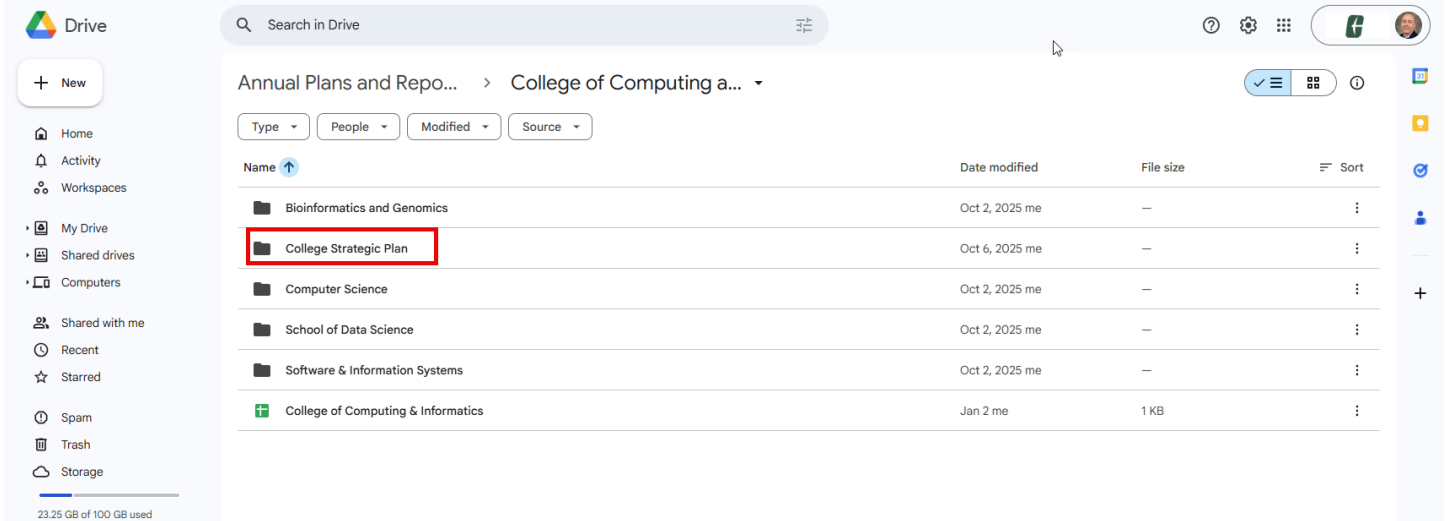 Drive
Search in Drive
New
Annual Plans and Repo... > College of Computing a...
31
Type People Modified Source
Home
Activity
Workspaces
My Drive
Shared drives
Computers
Shared with me
Recent
Starred
Spam
Trash
Storage
23.25 GB of 100 GB used
Name Date modified File size Sort
Bioinformatics and Genomics Oct 2, 2025 me —
College Strategic Plan Oct 6, 2025 me —
Computer Science Oct 2, 2025 me —
School of Data Science Oct 2, 2025 me —
Software & Information Systems Oct 2, 2025 me —
College of Computing & Informatics Jan 2 me 1 KB